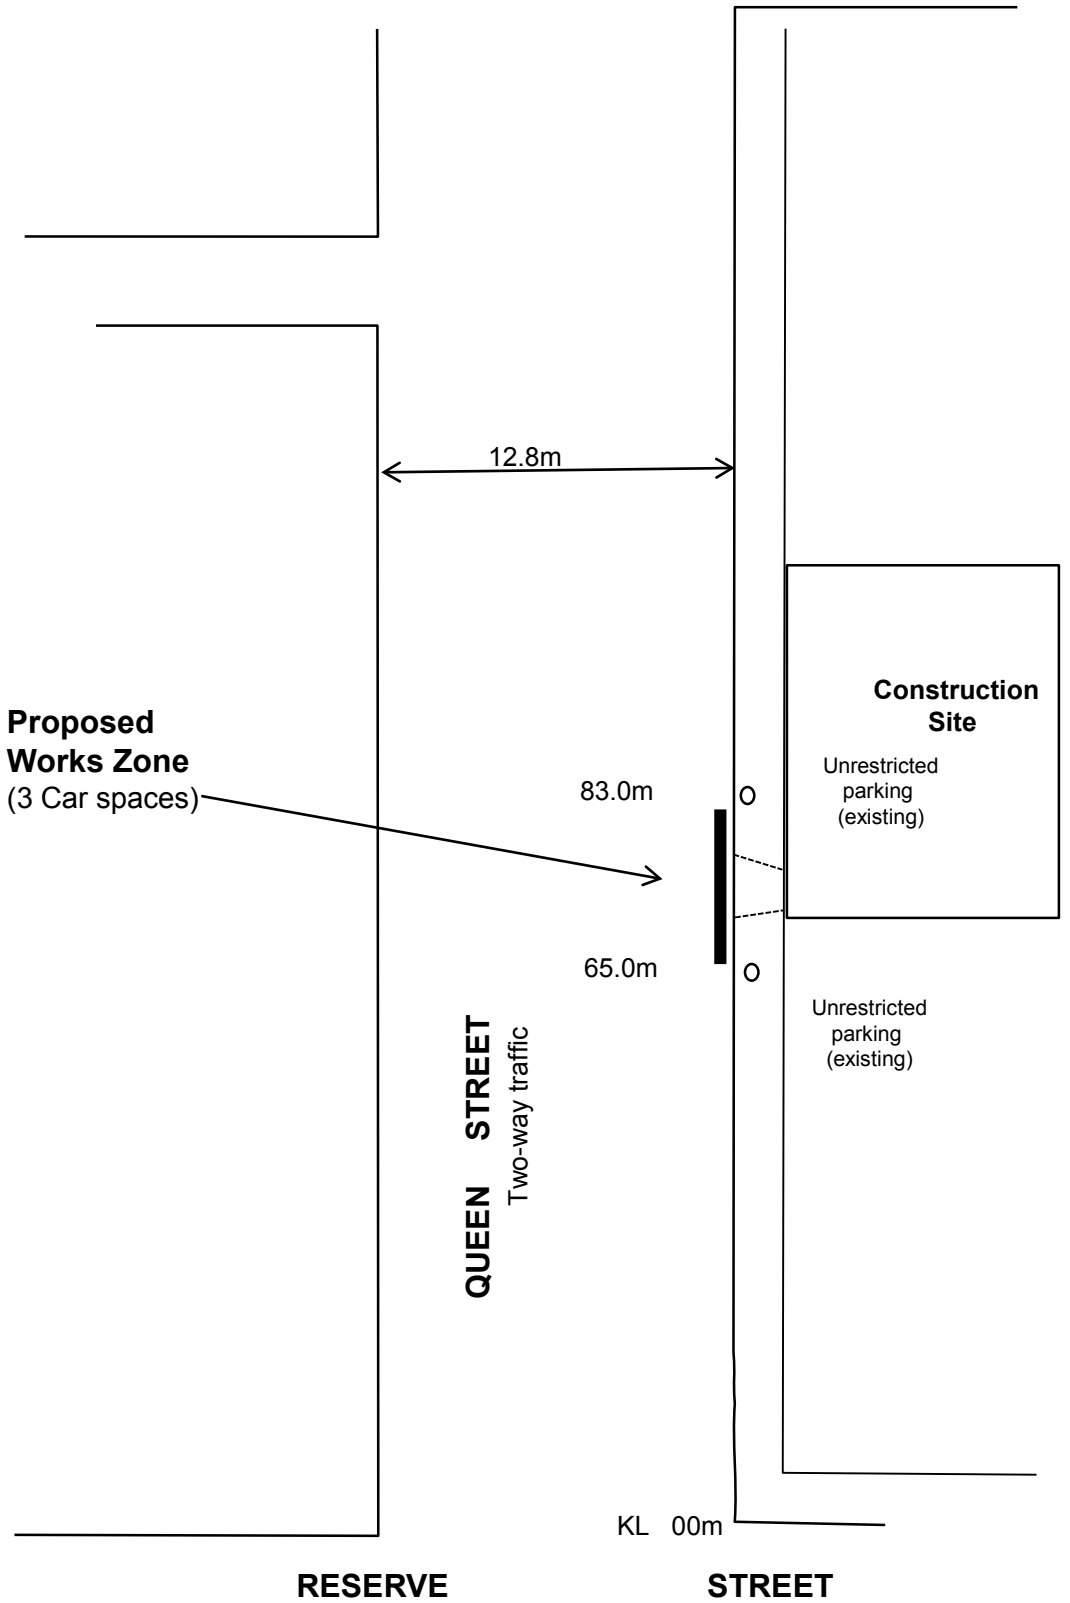 12.8m
Construction
Site
Proposed
Works Zone
(3 Car spaces)
Unrestricted
parking
(existing)
83.0m
65.0m
Unrestricted
parking
(existing)
QUEEN STREET
Two-way traffic
KL 00m
RESERVE STREET